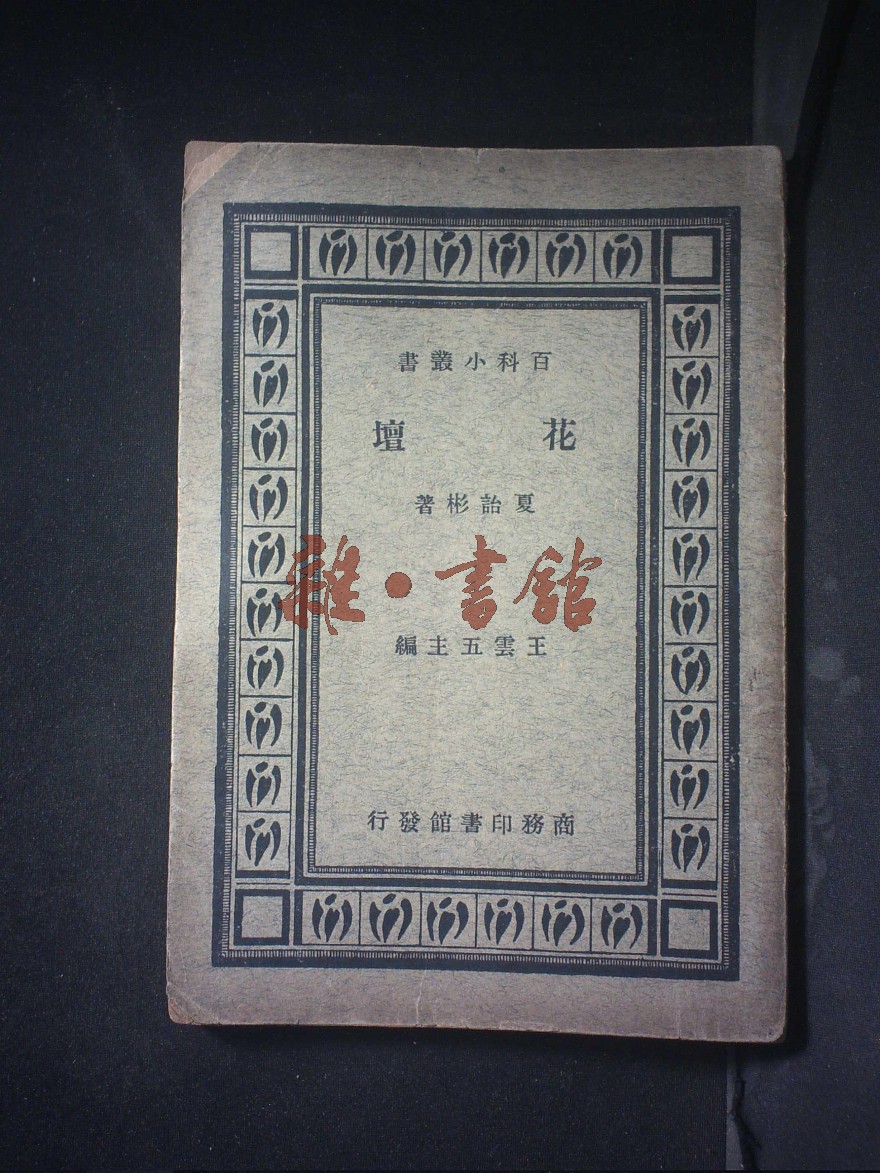 百科小叢書
花壇
夏詒彬著
雜·書館
王雲五主編
商務印書館發行